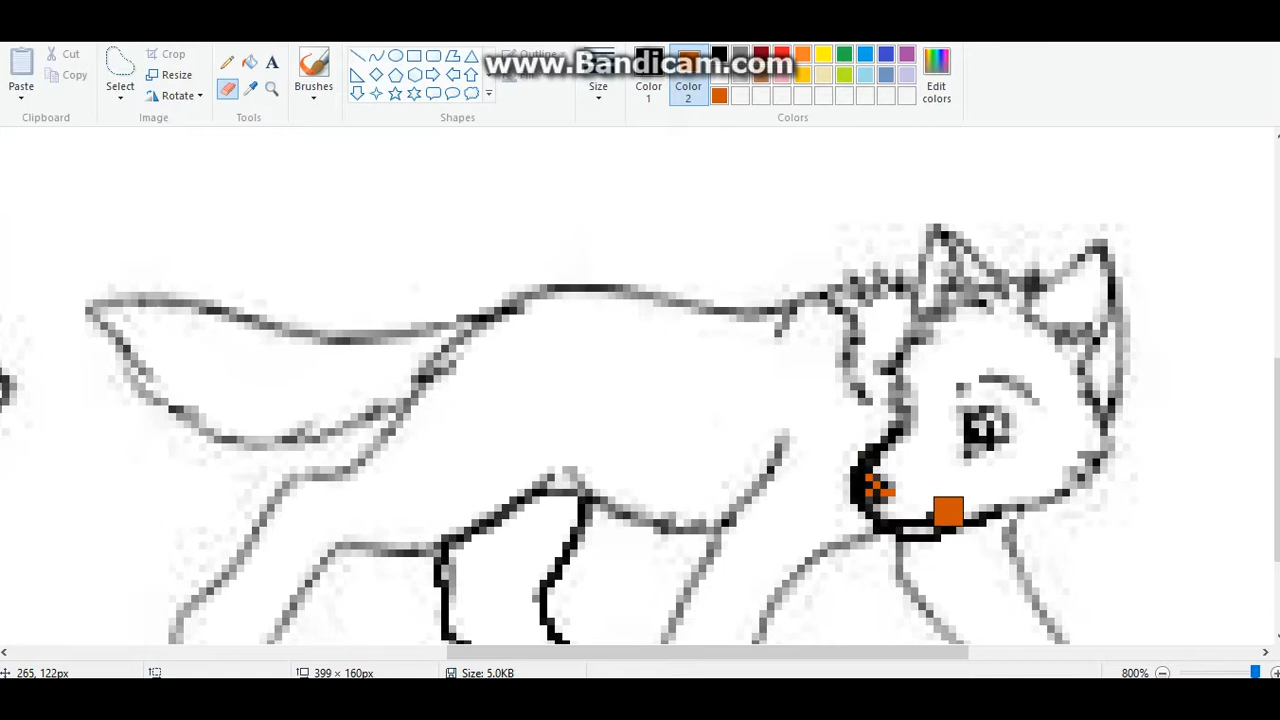 www.Bandicam.com
Cut
Copy
Paste
Clipboard
Crop
Resize
Rotate
Select
Image
Tools
Brushes
Shapes
Outline
Size
Color
1
Color
2
Colors
Edit
colors
265, 122px
399 × 160px
Size: 5.0KB
800%